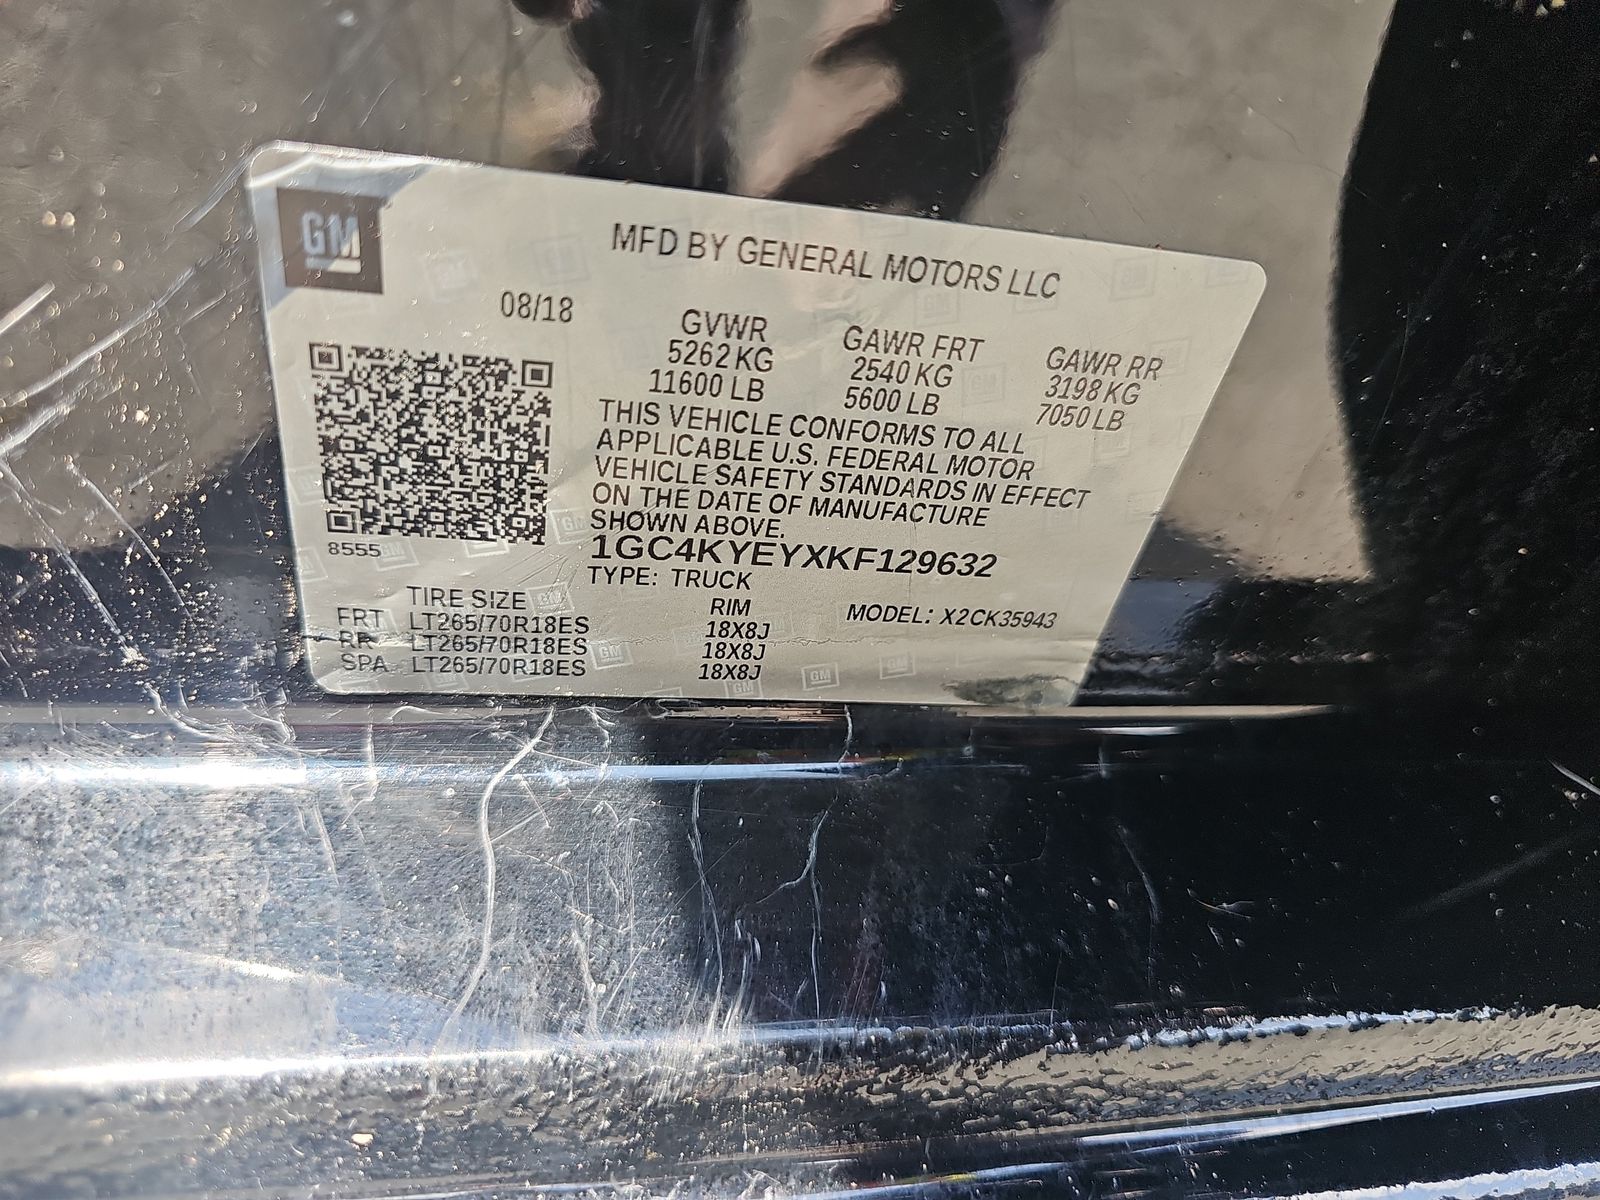 GM
MFD BY GENERAL MOTORS LLC
08/18
GVWR
5262 KG
11600 LB
GAWR FRT
2540 KG
5600 LB
GAWR RR
3198 KG
7050 LB
THIS VEHICLE CONFORMS TO ALL
APPLICABLE U.S. FEDERAL MOTOR
VEHICLE SAFETY STANDARDS IN EFFECT
ON THE DATE OF MANUFACTURE
SHOWN ABOVE.
8555
1GC4KYEYXKF129632
TYPE: TRUCK
MODEL: X2CK35943
TIRE SIZE RIM
FRT LT265/70R18ES 18X8J
RR LT265/70R18ES 18X8J
SPA LT265/70R18ES 18X8J